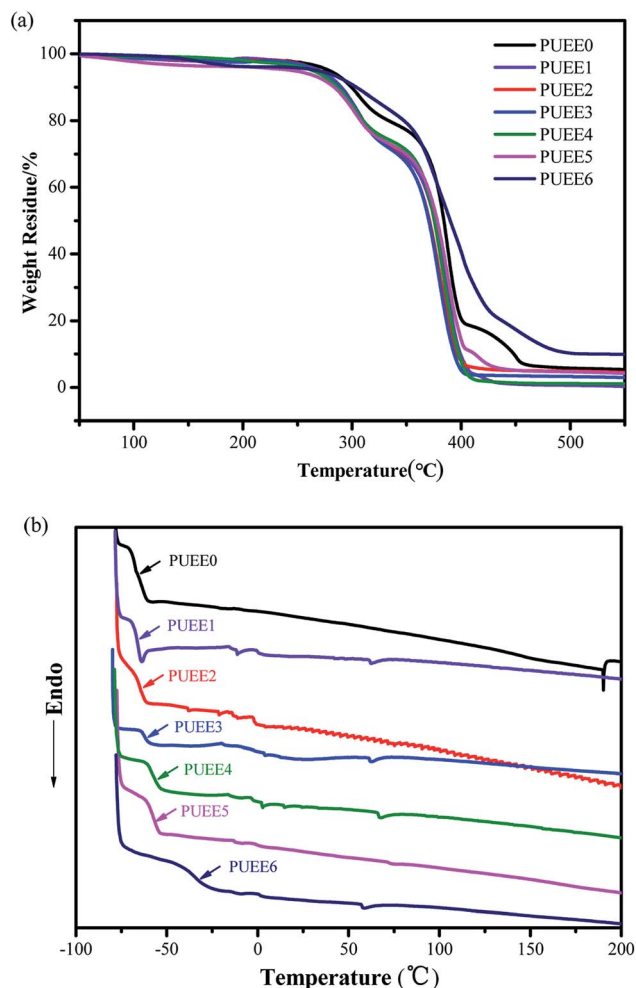 (a)
100
80
60
40
20
0
Weight Residue/%
PUEE0
PUEE1
PUEE2
PUEE3
PUEE4
PUEE5
PUEE6
100 200 300 400 500
Temperature(°C)
(b)
Endo
PUEE0
PUEE1
PUEE2
PUEE3
PUEE4
PUEE5
PUEE6
-100 -50 0 50 100 150 200
Temperature (℃)